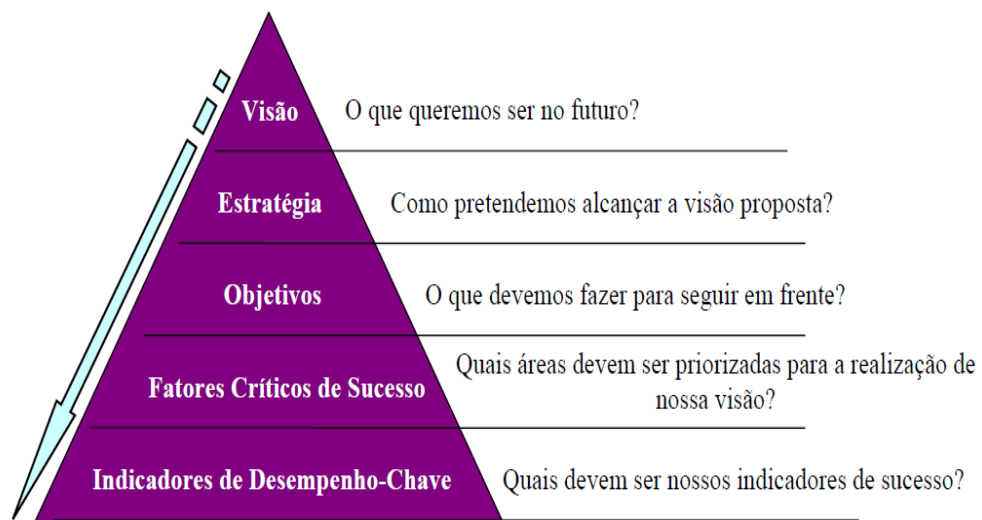 Visão
O que queremos ser no futuro?
Estratégia
Como pretendemos alcançar a visão proposta?
Objetivos
O que devemos fazer para seguir em frente?
Fatores Críticos de Sucesso
Quais áreas devem ser priorizadas para a realização de
nossa visão?
Indicadores de Desempenho-Chave
Quais devem ser nossos indicadores de sucesso?